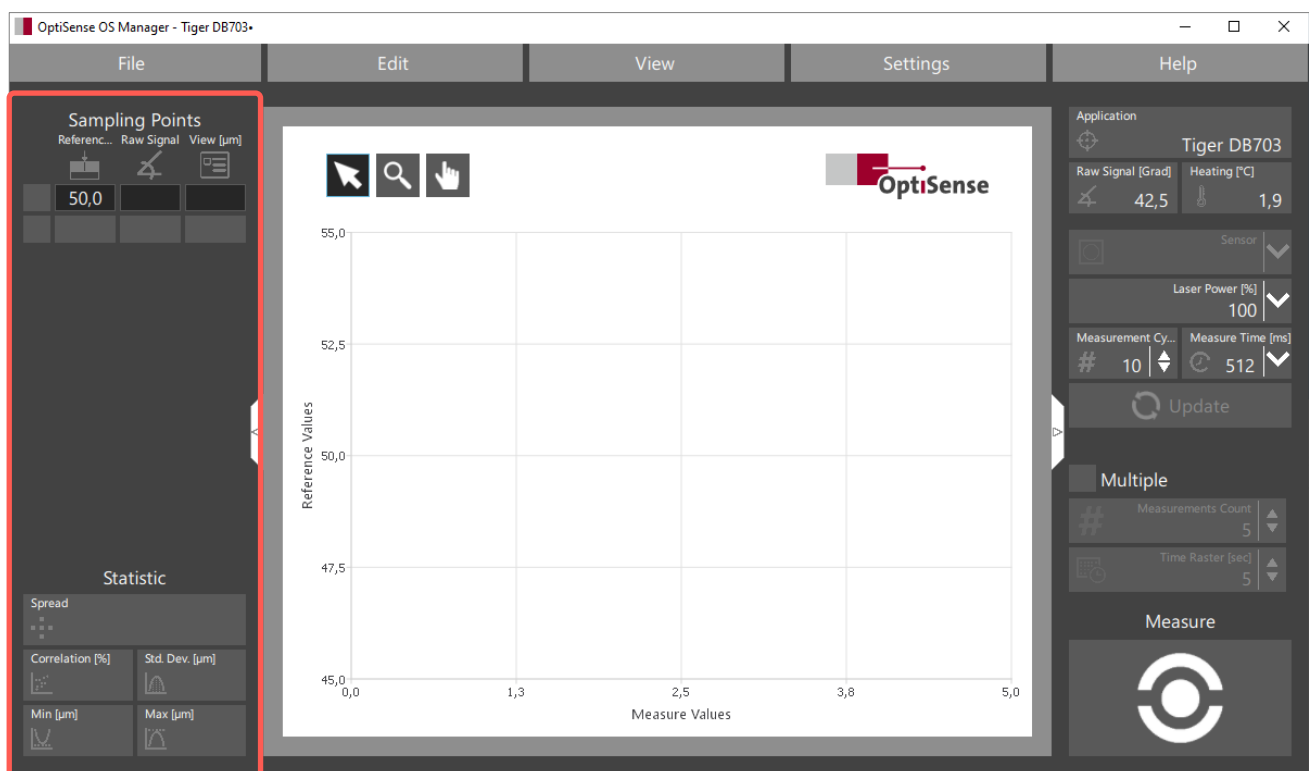 OptiSense OS Manager - Tiger DB703•
File Edit View Settings Help
Sampling Points
Referenc... Raw Signal View [µm]
50,0
Statistic
Spread
Correlation [%] Std. Dev. [µm]
Min [µm] Max [µm]
OptiSense
55,0
52,5
50,0
47,5
45,0
Reference Values
0,0 1,3 2,5 3,8 5,0
Measure Values
Application
Tiger DB703
Raw Signal [Grad] Heating [°C]
42,5 1,9
Sensor
Laser Power [%]
100
Measurement Cy... Measure Time [ms]
# 10 512
Update
Multiple
Measurements Count
# 5
Time Raster [sec]
5
Measure